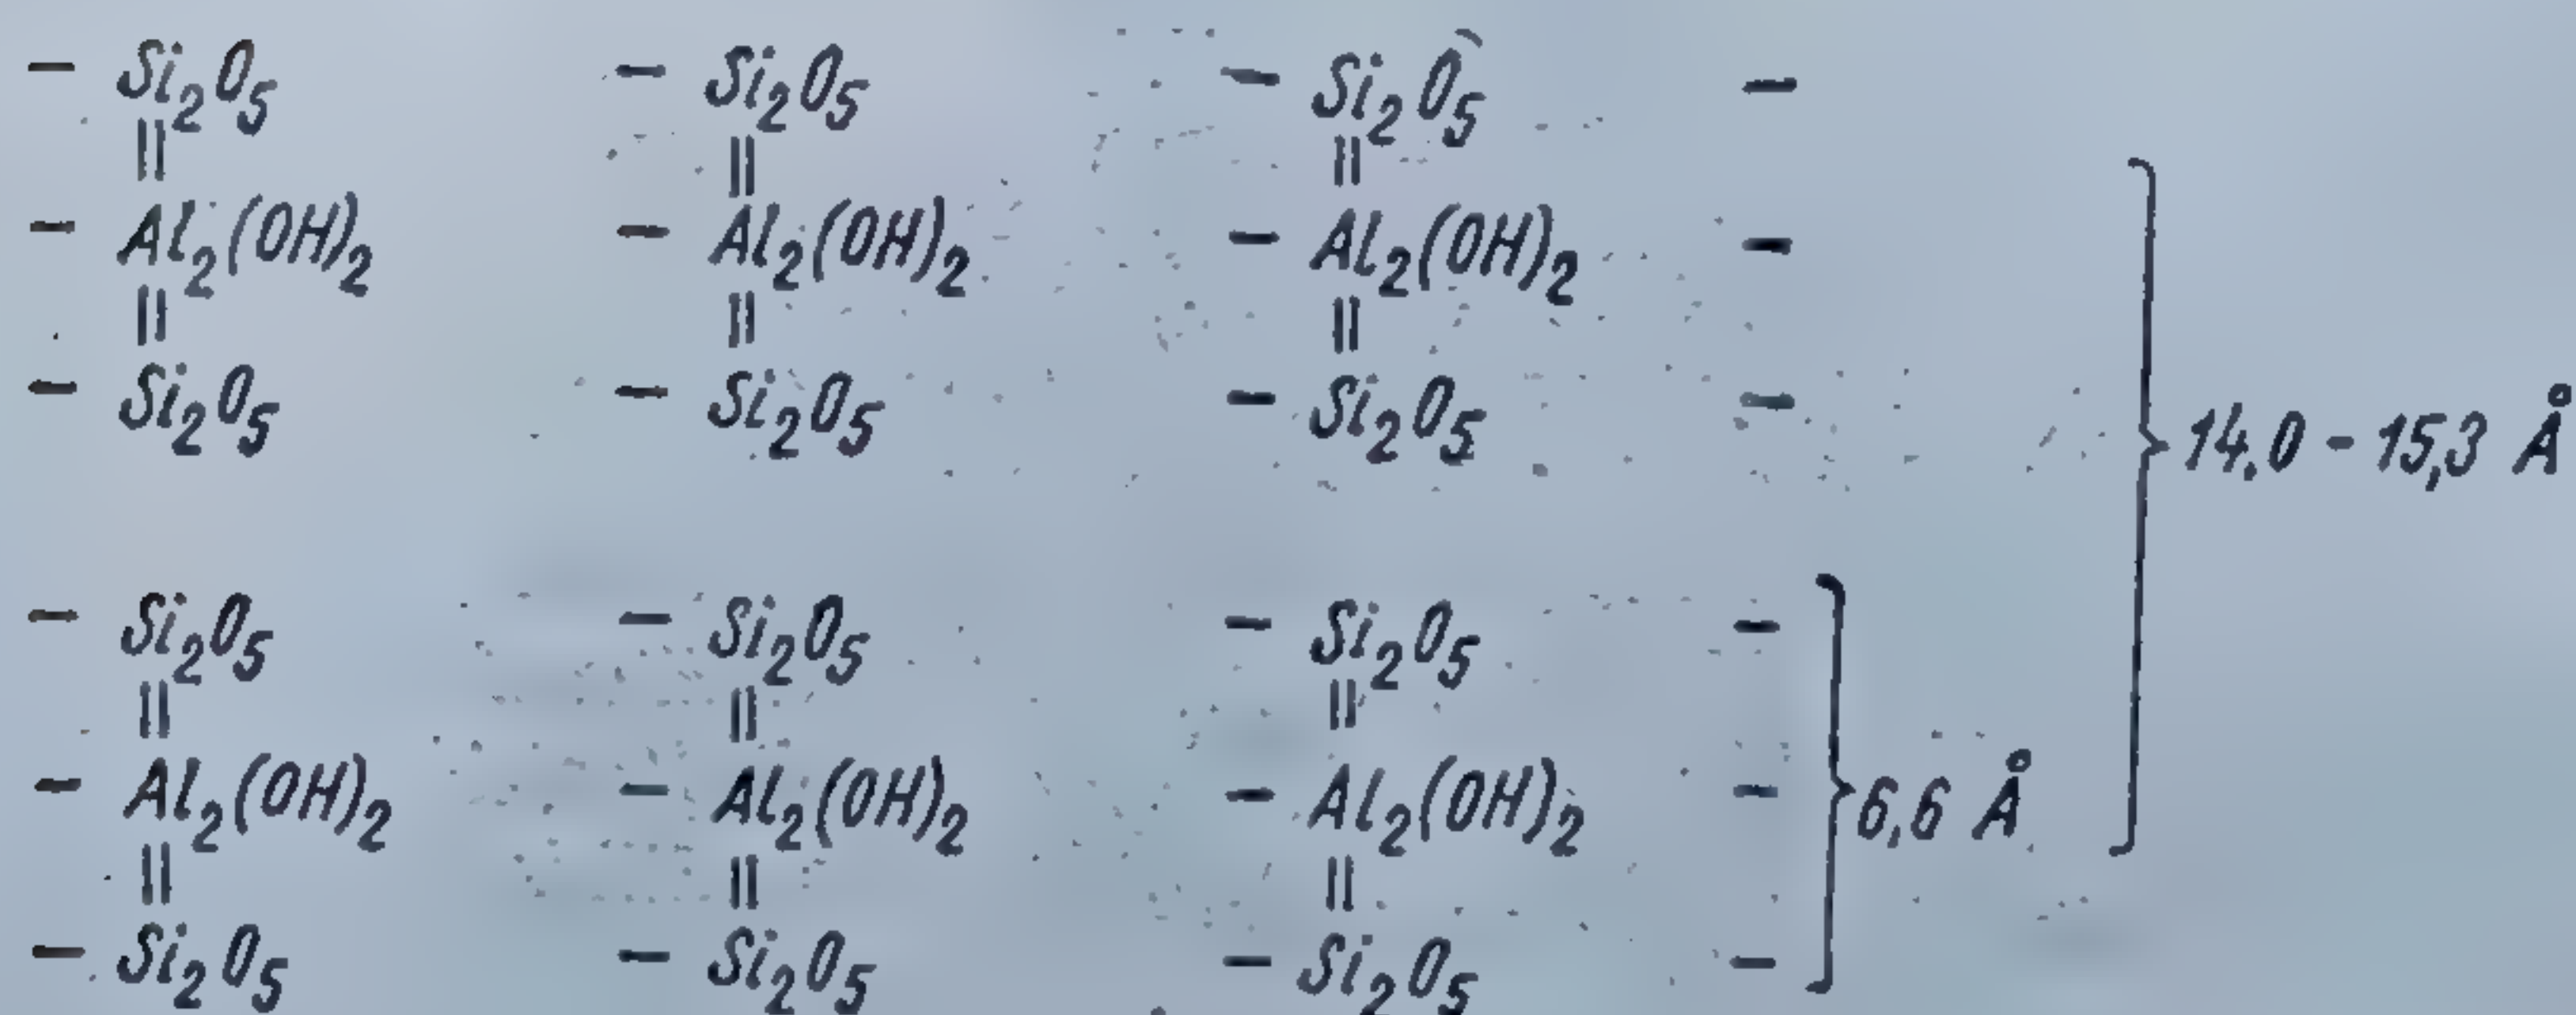 - Si₂O₅ - Si₂O₅ - Si₂O₅ -
|| || ||
- Al₂(OH)₂ - Al₂(OH)₂ - Al₂(OH)₂ -
|| || ||
- Si₂O₅ - Si₂O₅ - Si₂O₅ -
14,0 - 15,3 Å
- Si₂O₅ - Si₂O₅ - Si₂O₅ -
|| || ||
- Al₂(OH)₂ - Al₂(OH)₂ - Al₂(OH)₂ - 6,6 Å
|| || ||
- Si₂O₅ - Si₂O₅ - Si₂O₅ -